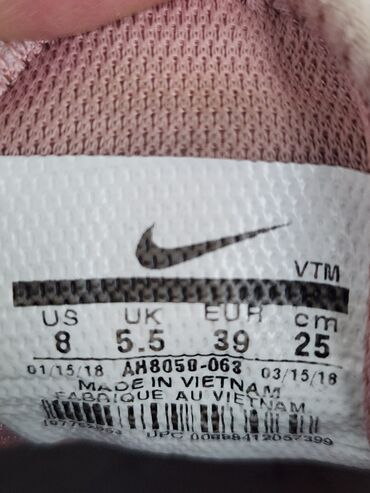 VTM
US UK EUR cm
8 5.5 39 25
01/15/18 AH8050-063 03/15/18
MADE IN VIETNAM
FABRIQUE AU VIETNAM
UPC 00888412057399